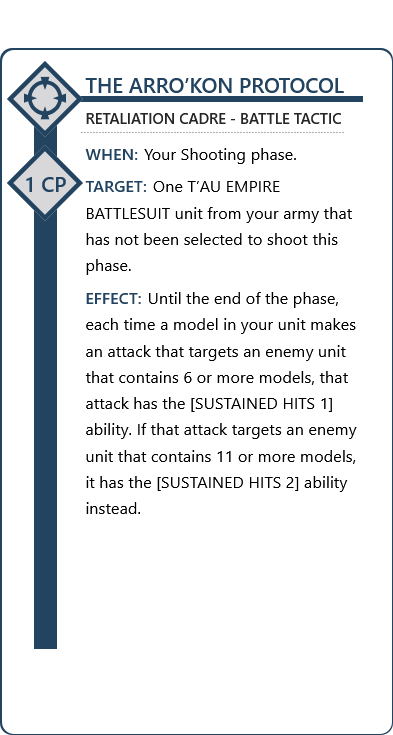 THE ARRO’KON PROTOCOL
RETALIATION CADRE - BATTLE TACTIC
1 CP
WHEN: Your Shooting phase.
TARGET: One T’AU EMPIRE
BATTLESUIT unit from your army that
has not been selected to shoot this
phase.
EFFECT: Until the end of the phase,
each time a model in your unit makes
an attack that targets an enemy unit
that contains 6 or more models, that
attack has the [SUSTAINED HITS 1]
ability. If that attack targets an enemy
unit that contains 11 or more models,
it has the [SUSTAINED HITS 2] ability
instead.